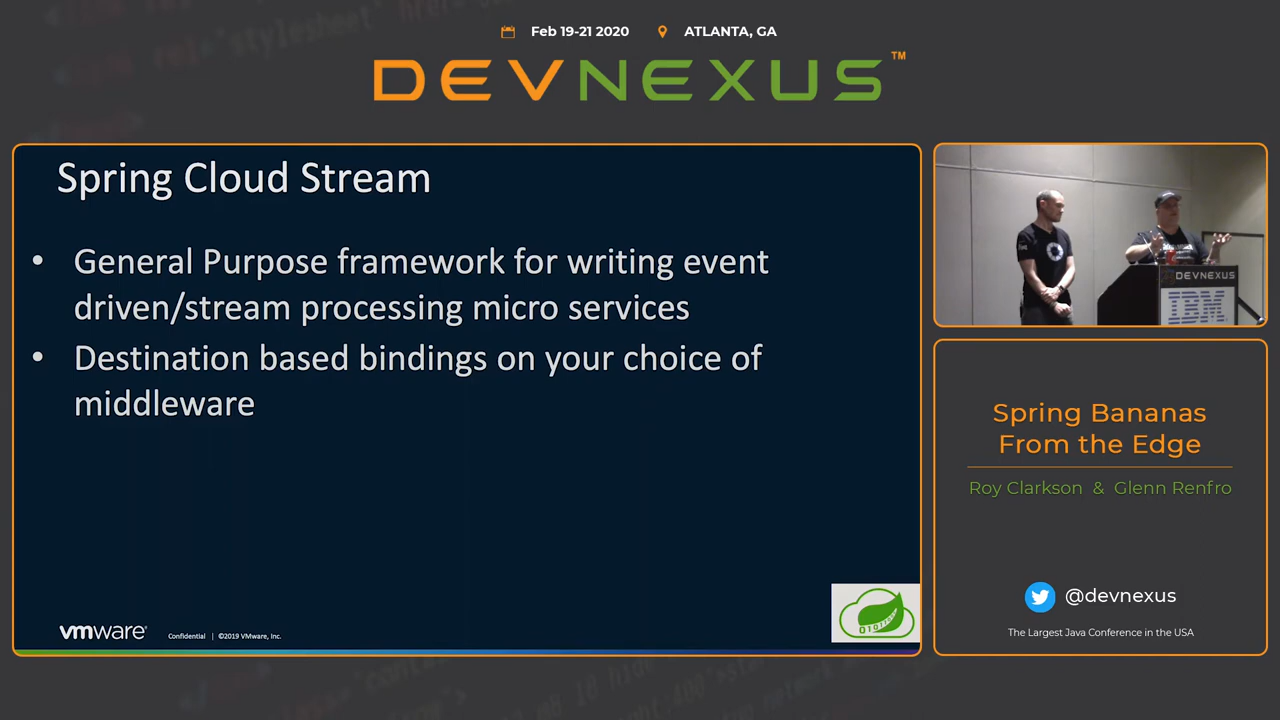 Feb 19-21 2020 ATLANTA, GA
DEVNEXUS™
Spring Cloud Stream
• General Purpose framework for writing event
driven/stream processing micro services
• Destination based bindings on your choice of
middleware
vmware® Confidential | ©2019 VMware, Inc.
DEVNEXUS
IBM
Spring Bananas
From the Edge
Roy Clarkson & Glenn Renfro
@devnexus
The Largest Java Conference in the USA